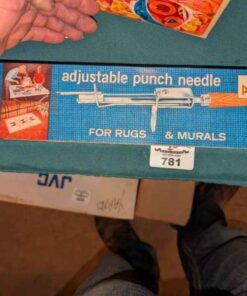 adjustable punch needle
FOR RUGS & MURALS
781
JVC